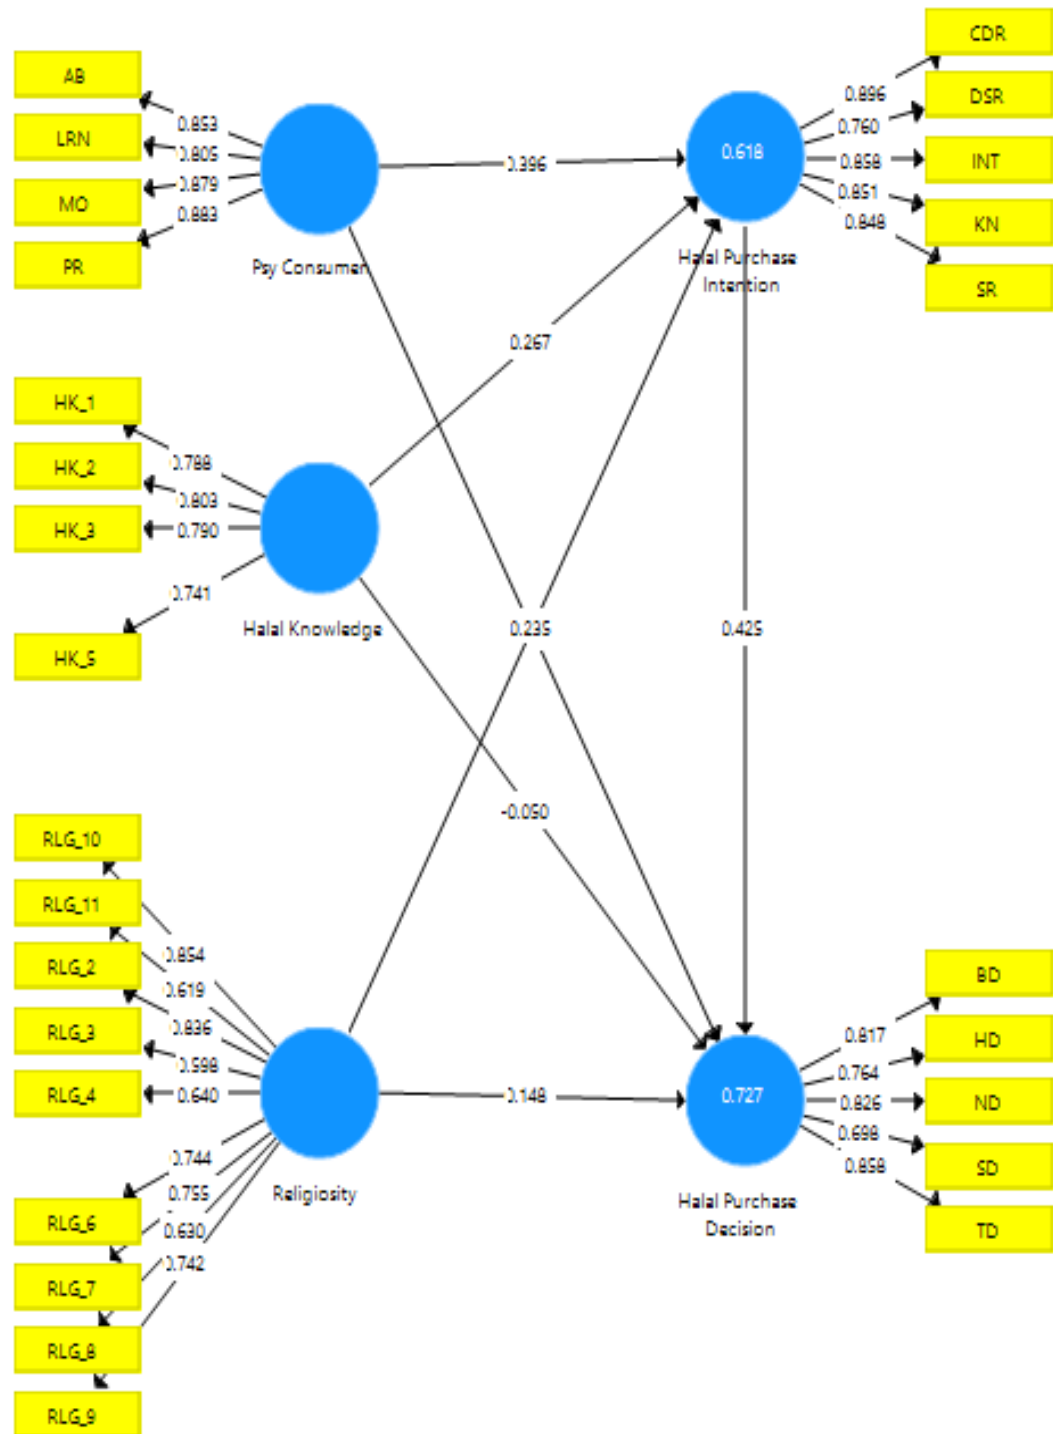 CDR
AB
0.896
DSR
0.853
LRN
0.760
0.805
0.618
0.858
INT
0.396
MO
0.879
0.851
0.883
KN
0.848
PR
Psy Consumen
Halal Purchase
Intention
SR
0.267
HK_1
0.788
HK_2
0.803
HK_3
0.790
0.741
Halal Knowledge
0.235
0.425
HK_5
-0.050
RLG_10
RLG_11
0.854
RLG_2
0.619
BD
0.836
0.817
RLG_3
HD
0.598
0.764
RLG_4
0.640
0.148
0.727
0.826
ND
0.698
0.744
0.858
SD
0.755
Religiosity
Halal Purchase
Decision
RLG_6
0.630
TD
0.742
RLG_7
RLG_8
RLG_9